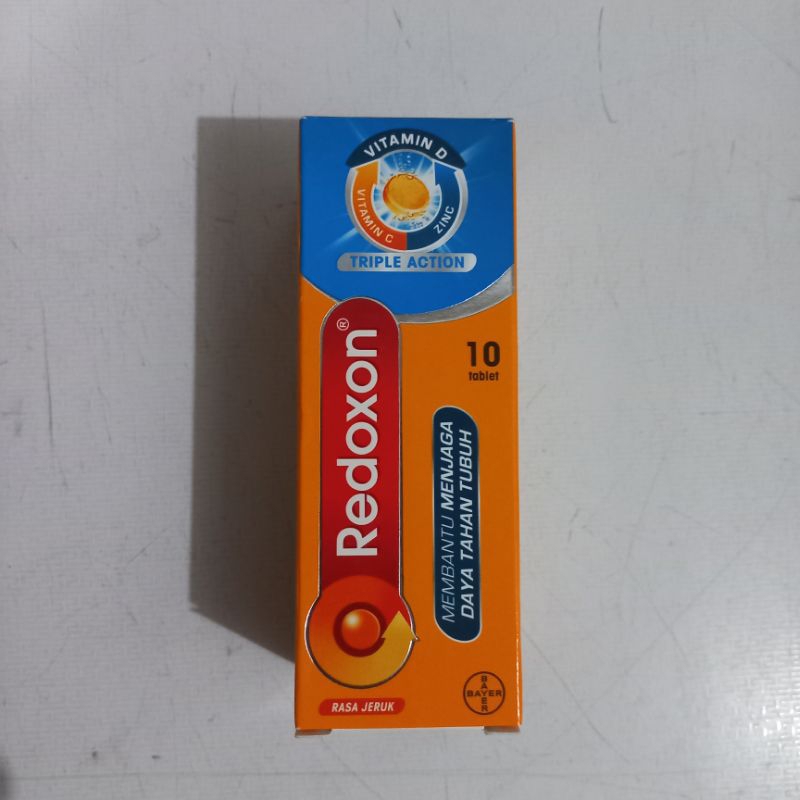 VITAMIN D
VITAMIN C
ZINC
TRIPLE ACTION
Redoxon®
10
tablet
MEMBANTU MENJAGA
DAYA TAHAN TUBUH
RASA JERUK
BAYER
BAYER